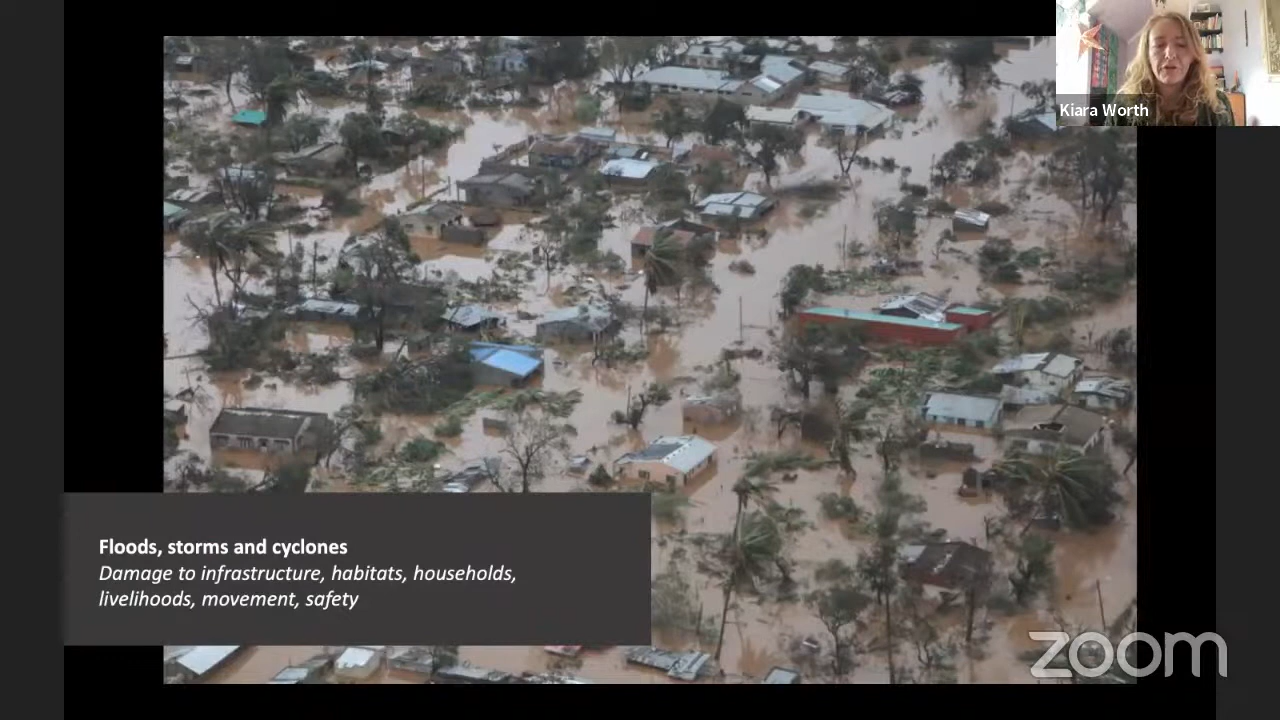 Kiara Worth
Floods, storms and cyclones
Damage to infrastructure, habitats, households,
livelihoods, movement, safety
zoom